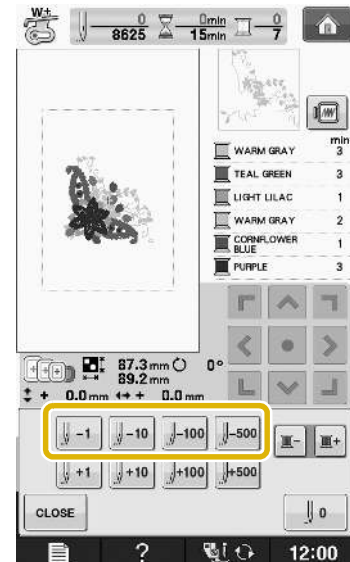 W+
0 0min 0
8625 15min 7
min
WARM GRAY 3
TEAL GREEN 3
LIGHT LILAC 1
WARM GRAY 2
CORNFLOWER BLUE 1
PURPLE 3
87.3mm 0°
89.2mm
+ 0.0mm + 0.0mm
-1 -10 -100 -500
+1 +10 +100 +500
- +
CLOSE 0
? 12:00